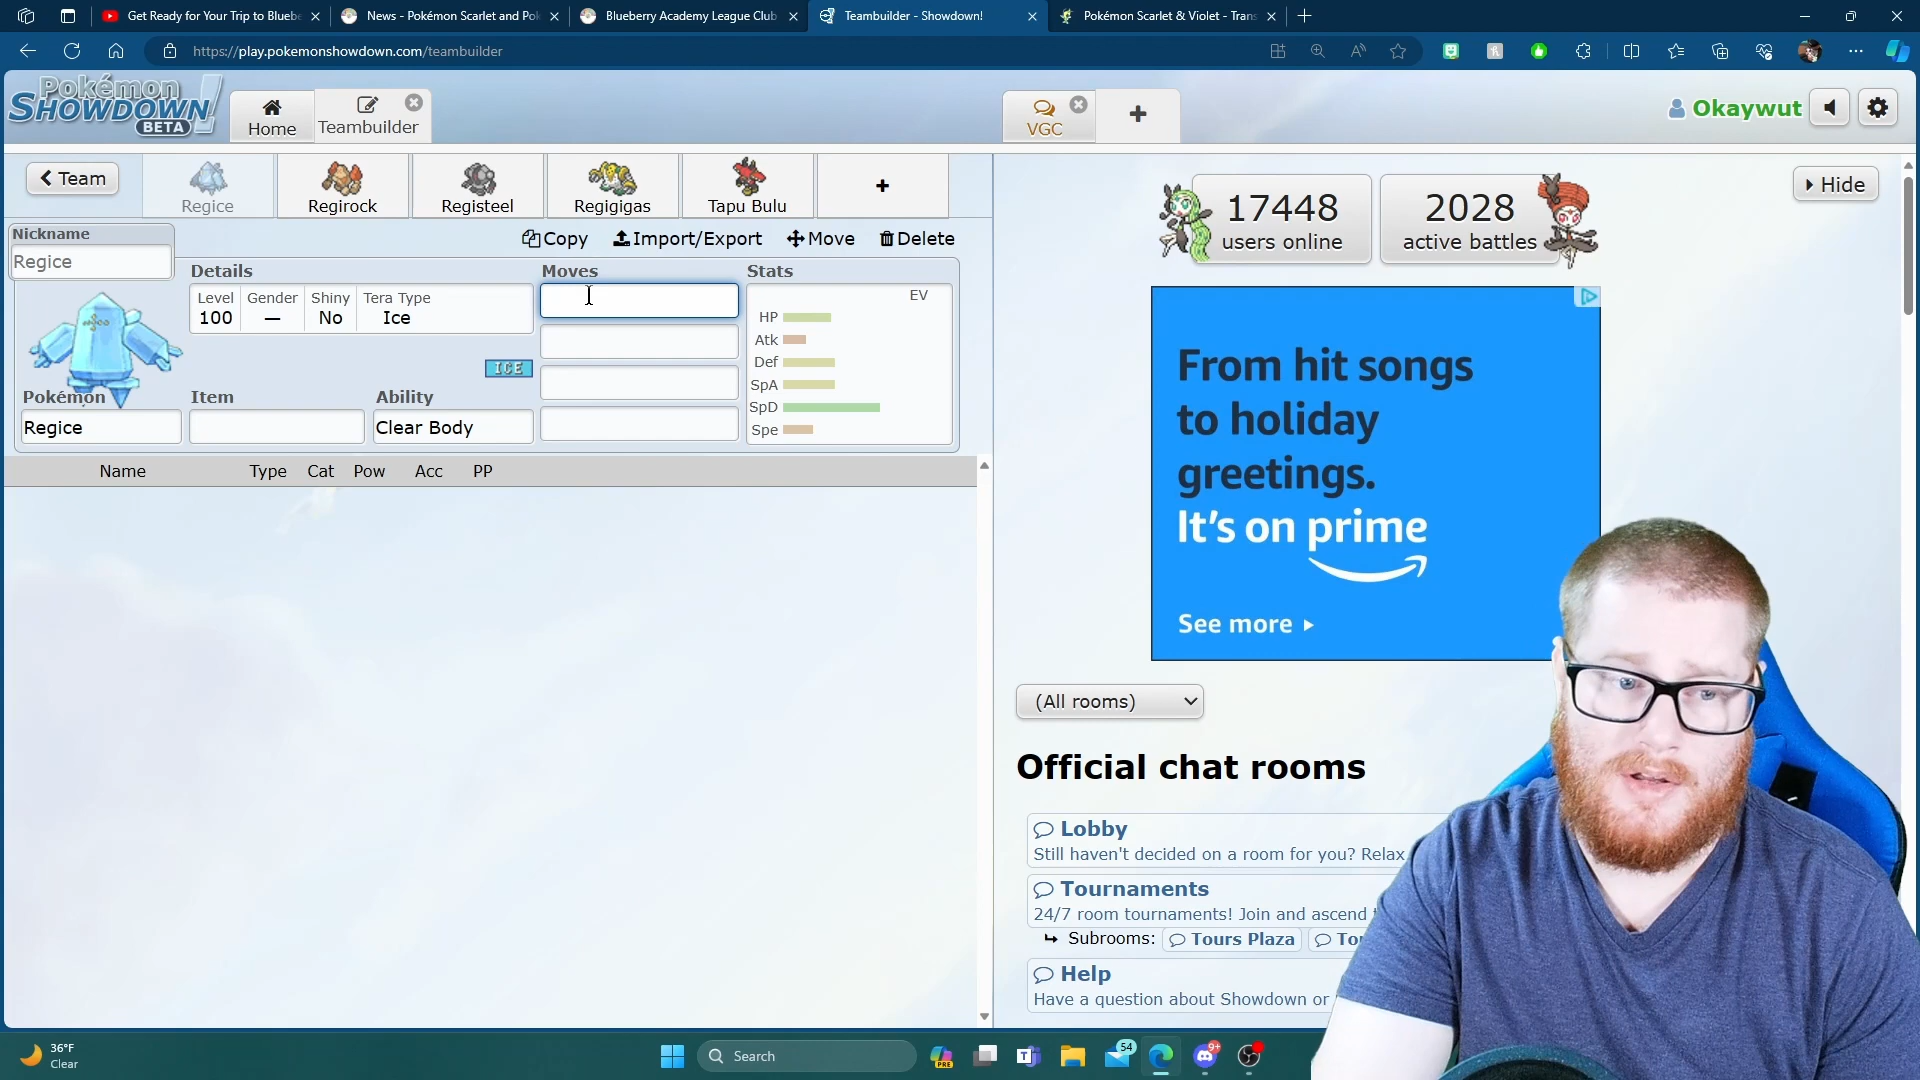 Get Ready for Your Trip to Blueb
News - Pokémon Scarlet and Pok
Blueberry Academy League Club
Teambuilder - Showdown!
Pokémon Scarlet & Violet - Trans
https://play.pokemonshowdown.com/teambuilder
Pokémon
SHOWDOWN!
BETA
Home
Teambuilder
VGC
+
Okaywut
Team
Regice
Regirock
Registeel
Regigigas
Tapu Bulu
+
Nickname
Regice
Copy
Import/Export
Move
Delete
Details
Moves
Stats
Level
Gender
Shiny
Tera Type
100
—
No
Ice
EV
HP
Atk
Def
SpA
SpD
Spe
ICE
Pokémon
Item
Ability
Regice
Clear Body
Name
Type
Cat
Pow
Acc
PP
17448
users online
2028
active battles
Hide
From hit songs
to holiday
greetings.
It's on prime
See more
(All rooms)
Official chat rooms
Lobby
Still haven't decided on a room for you? Relax
Tournaments
24/7 room tournaments! Join and ascend
Subrooms:
Tours Plaza
Tou
Help
Have a question about Showdown or
36°F
Clear
Search
PRE
54
9+